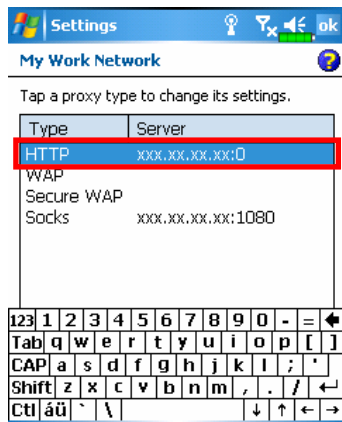 Settings ok
My Work Network ?
Tap a proxy type to change its settings.
Type Server
HTTP xxx.xx.xx.xx:0
WAP
Secure WAP
Socks xxx.xx.xx.xx:1080
123 1 2 3 4 5 6 7 8 9 0 - = 
Tab q w e r t y u i o p [ ]
CAP a s d f g h j k l ; '
Shift z x c v b n m , . / ↵
Ctl áü ` \ ↓ ↑ ← →